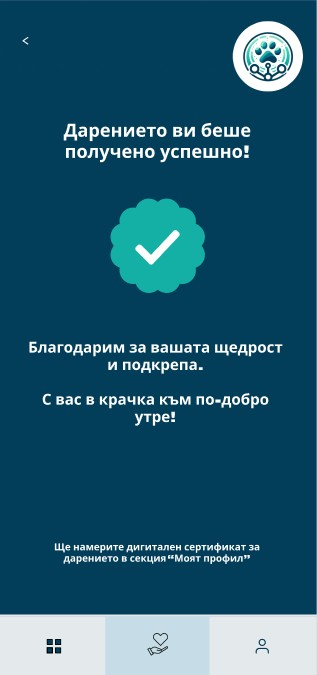 <
Дарението ви беше
получено успешно!
Благодарим за вашата щедрост
и подкрепа.
С вас в крачка към по-добро
утре!
Ще намерите дигитален сертификат за
дарението в секция “Моят профил”